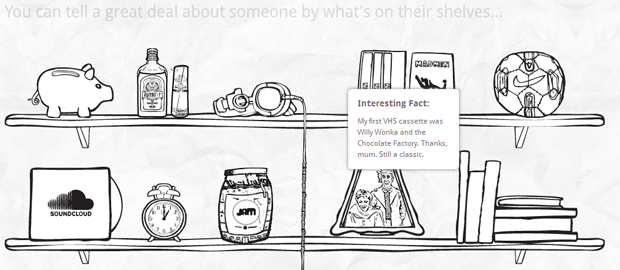 You can tell a great deal about someone by what's on their shelves...
MADMEN
Interesting Fact:
My first VHS cassette was
Willy Wonka and the
Chocolate Factory. Thanks,
mum. Still a classic.
SOUNDCLOUD
JAM